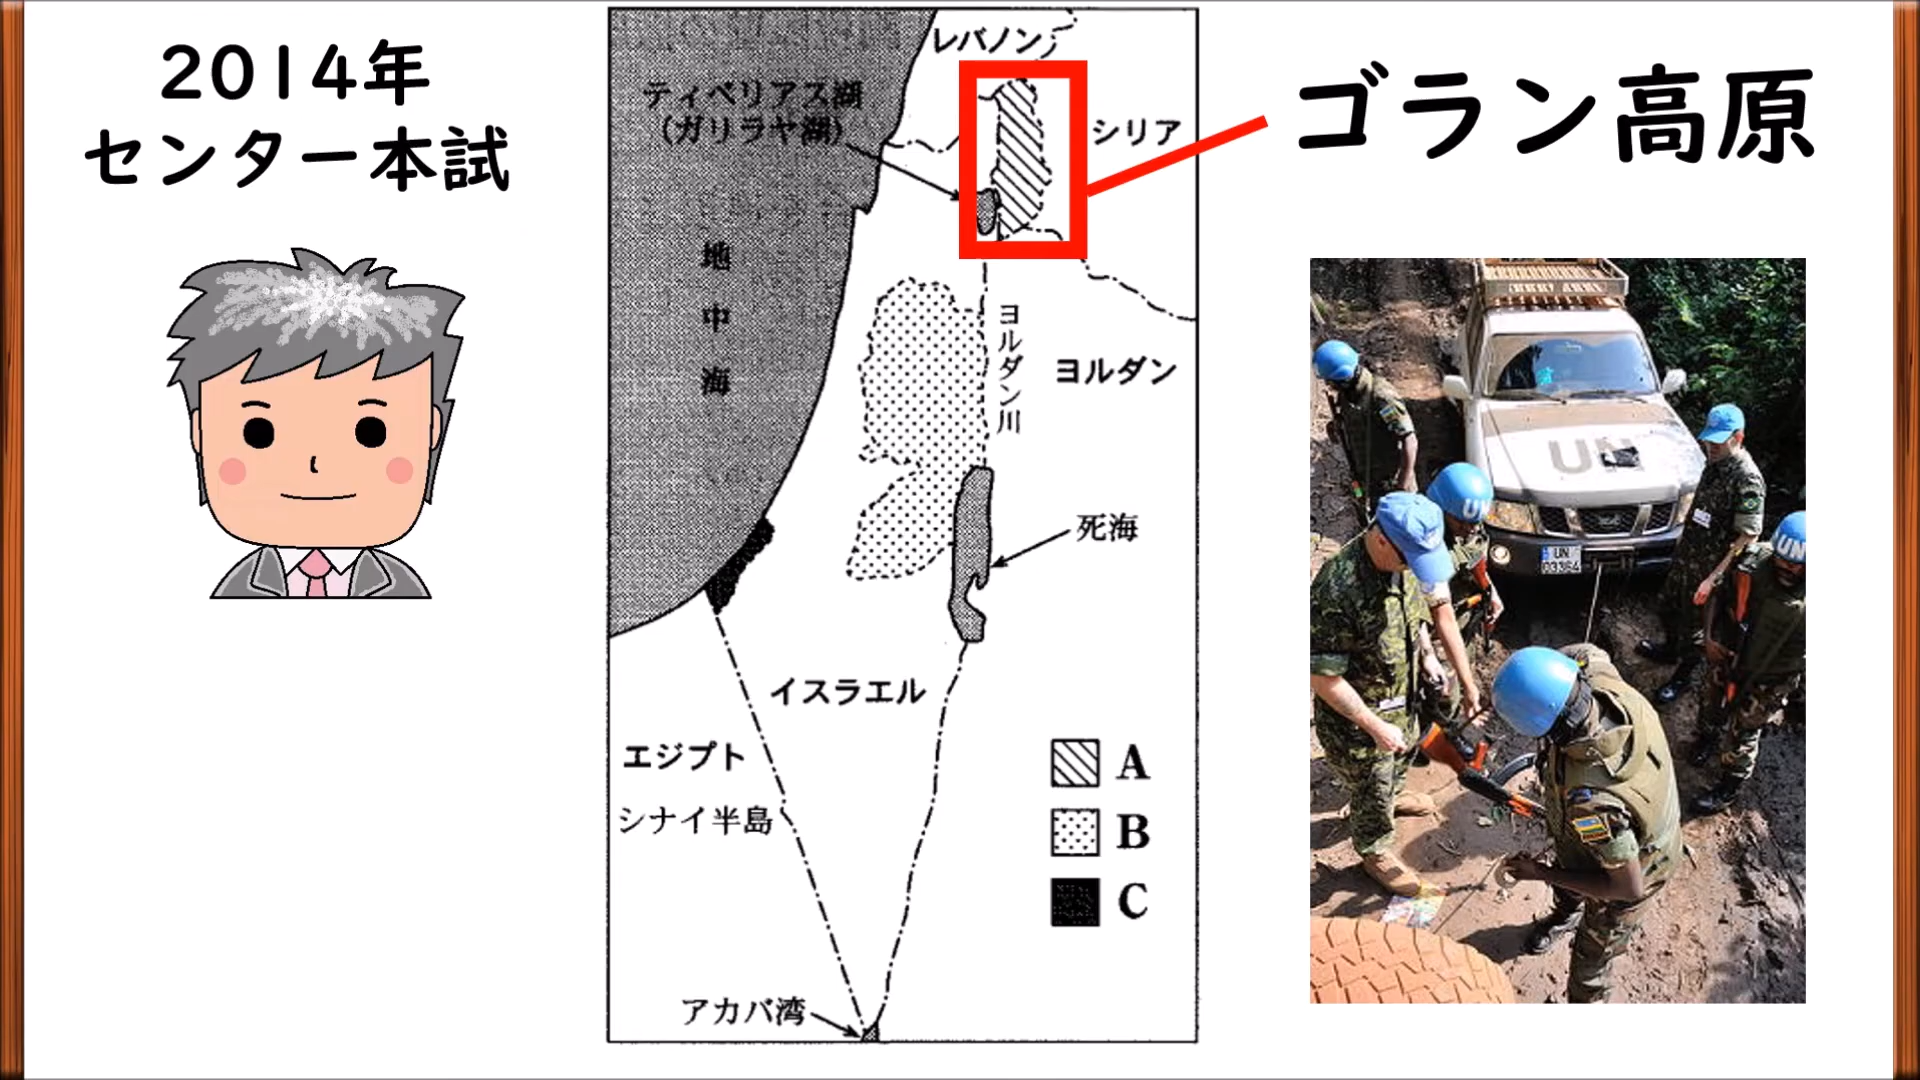 2014年
センター本試
レバノン
ティベリアス湖
(ガリラヤ湖)
シリア
ゴラン高原
地中海
ヨルダン川
ヨルダン
死海
イスラエル
エジプト
シナイ半島
A
B
C
アカバ湾
UN
UN
UN
UN